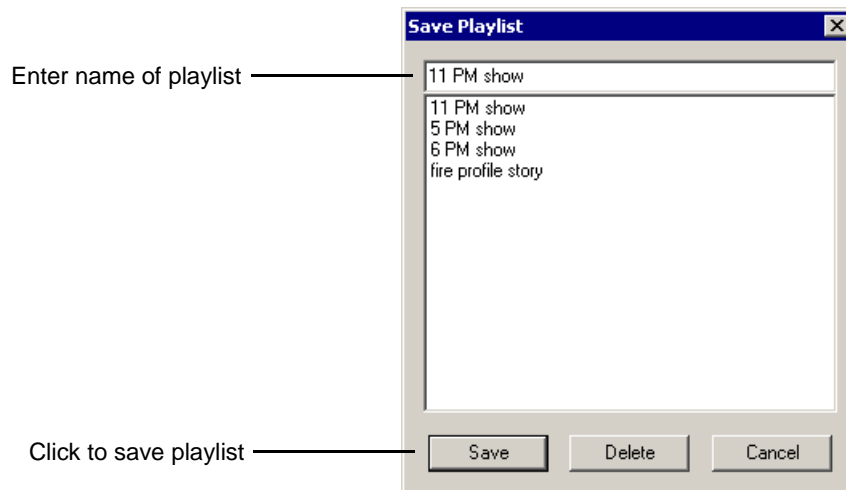 Save Playlist
Enter name of playlist
11 PM show
11 PM show
5 PM show
6 PM show
fire profile story
Click to save playlist
Save
Delete
Cancel